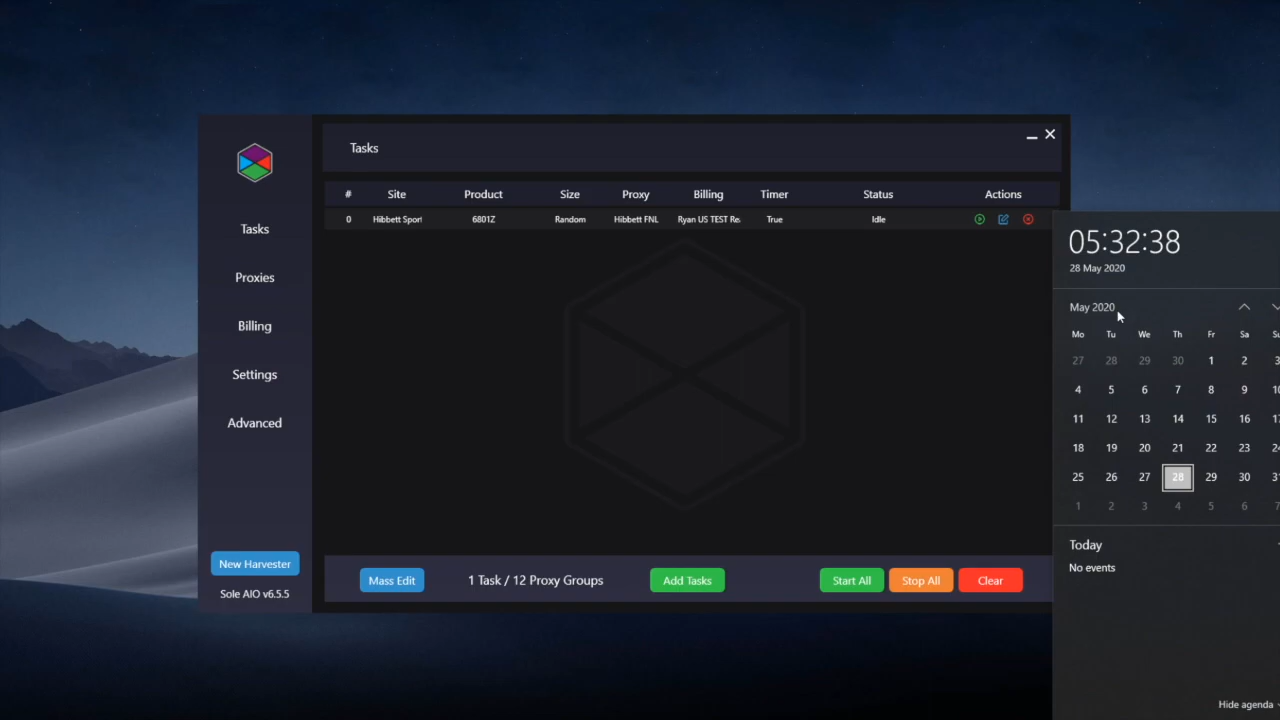 Tasks
# Site Product Size Proxy Billing Timer Status Actions
0 Hibbett Sport 6801Z Random Hibbett FNL Ryan US TEST Re. True Idle
Tasks
Proxies
Billing
Settings
Advanced
New Harvester
Sole AIO v6.5.5
Mass Edit 1 Task / 12 Proxy Groups Add Tasks Start All Stop All Clear
05:32:38
28 May 2020
May 2020
Mo Tu We Th Fr Sa Su
27 28 29 30 1 2 3
4 5 6 7 8 9 10
11 12 13 14 15 16 17
18 19 20 21 22 23 24
25 26 27 28 29 30 31
1 2 3 4 5 6 7
Today
No events
Hide agenda